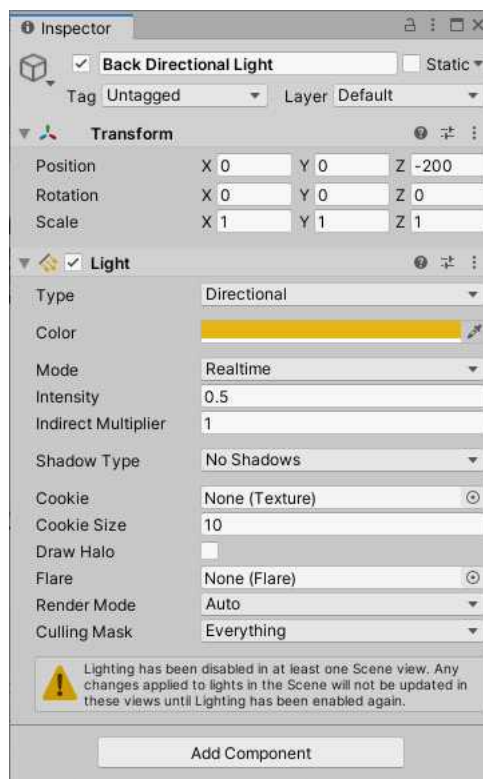 Inspector
Back Directional Light Static
Tag Untagged Layer Default
Transform
Position X 0 Y 0 Z -200
Rotation X 0 Y 0 Z 0
Scale X 1 Y 1 Z 1
Light
Type Directional
Color
Mode Realtime
Intensity 0.5
Indirect Multiplier 1
Shadow Type No Shadows
Cookie None (Texture)
Cookie Size 10
Draw Halo
Flare None (Flare)
Render Mode Auto
Culling Mask Everything
Lighting has been disabled in at least one Scene view. Any
changes applied to lights in the Scene will not be updated in
these views until Lighting has been enabled again.
Add Component